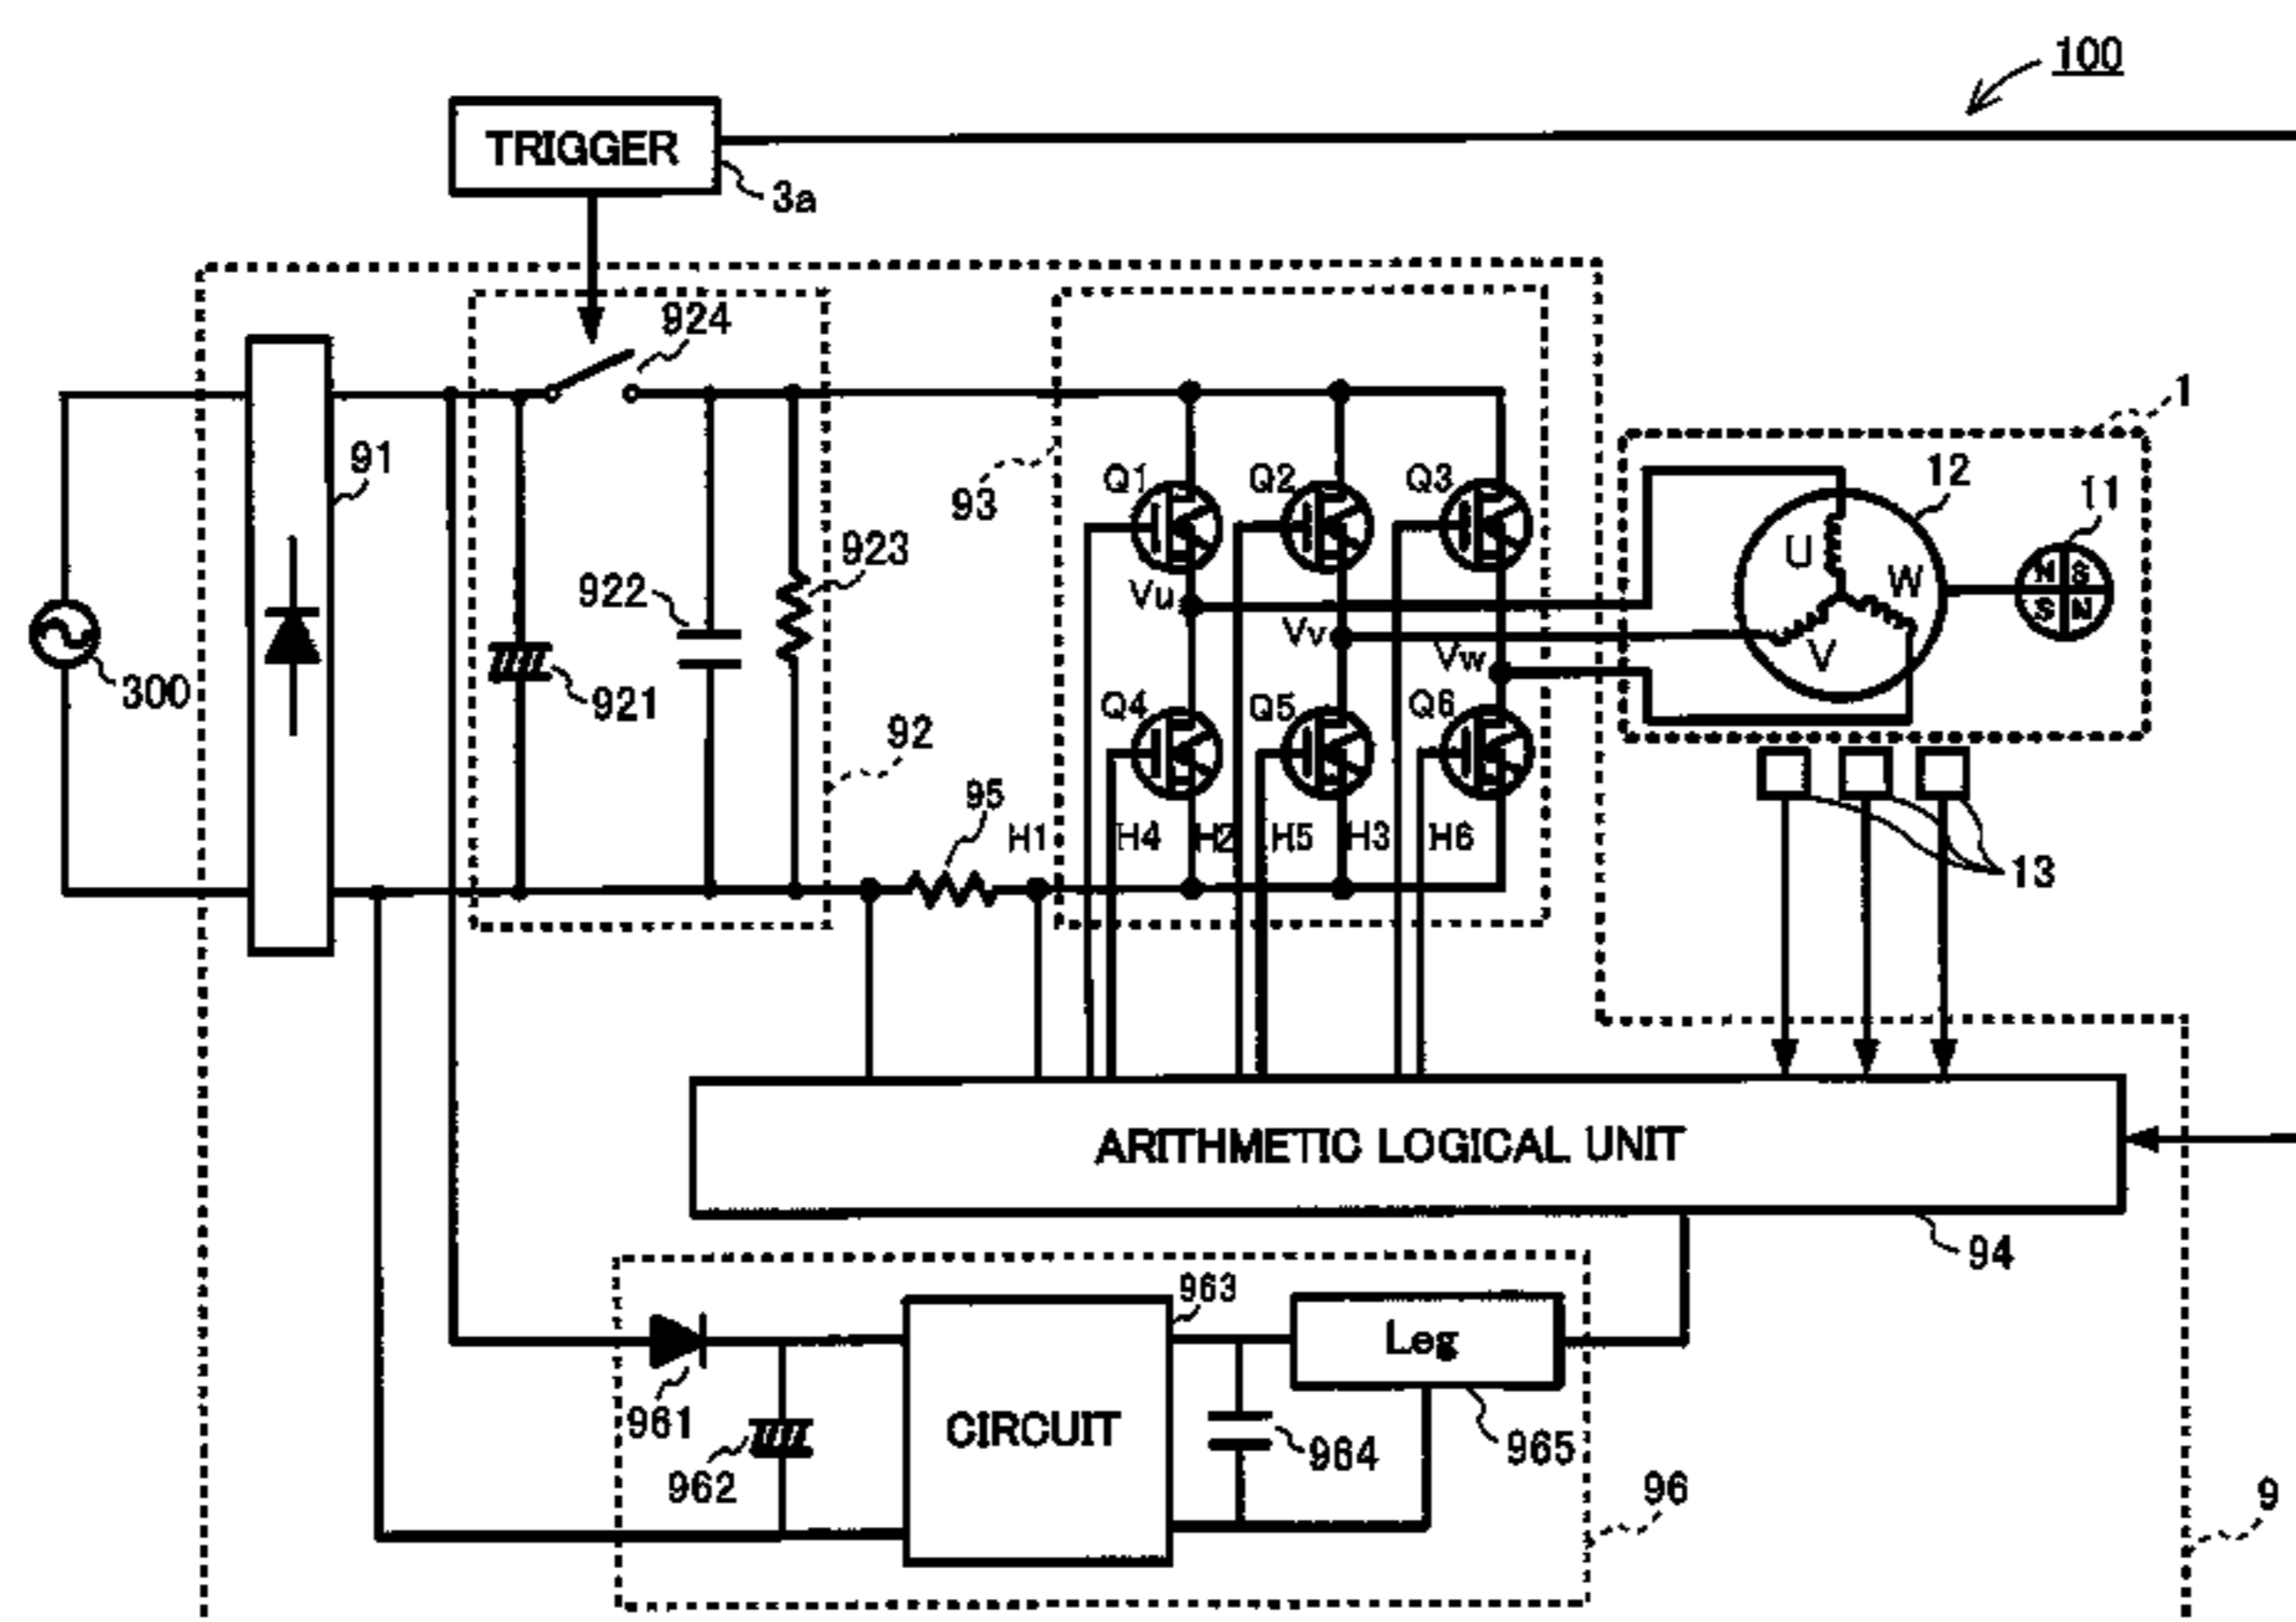 100
TRIGGER
3a
924
91
93
Q1
Q2
Q3
1
12
11
U
W
V
N
S
S
N
922
923
300
921
Vu
Vv
Vw
Q4
Q5
Q6
92
95
H1
H4
H2
H5
H3
H6
13
ARITHMETIC LOGICAL UNIT
94
963
Leg
961
CIRCUIT
962
964
965
96
9